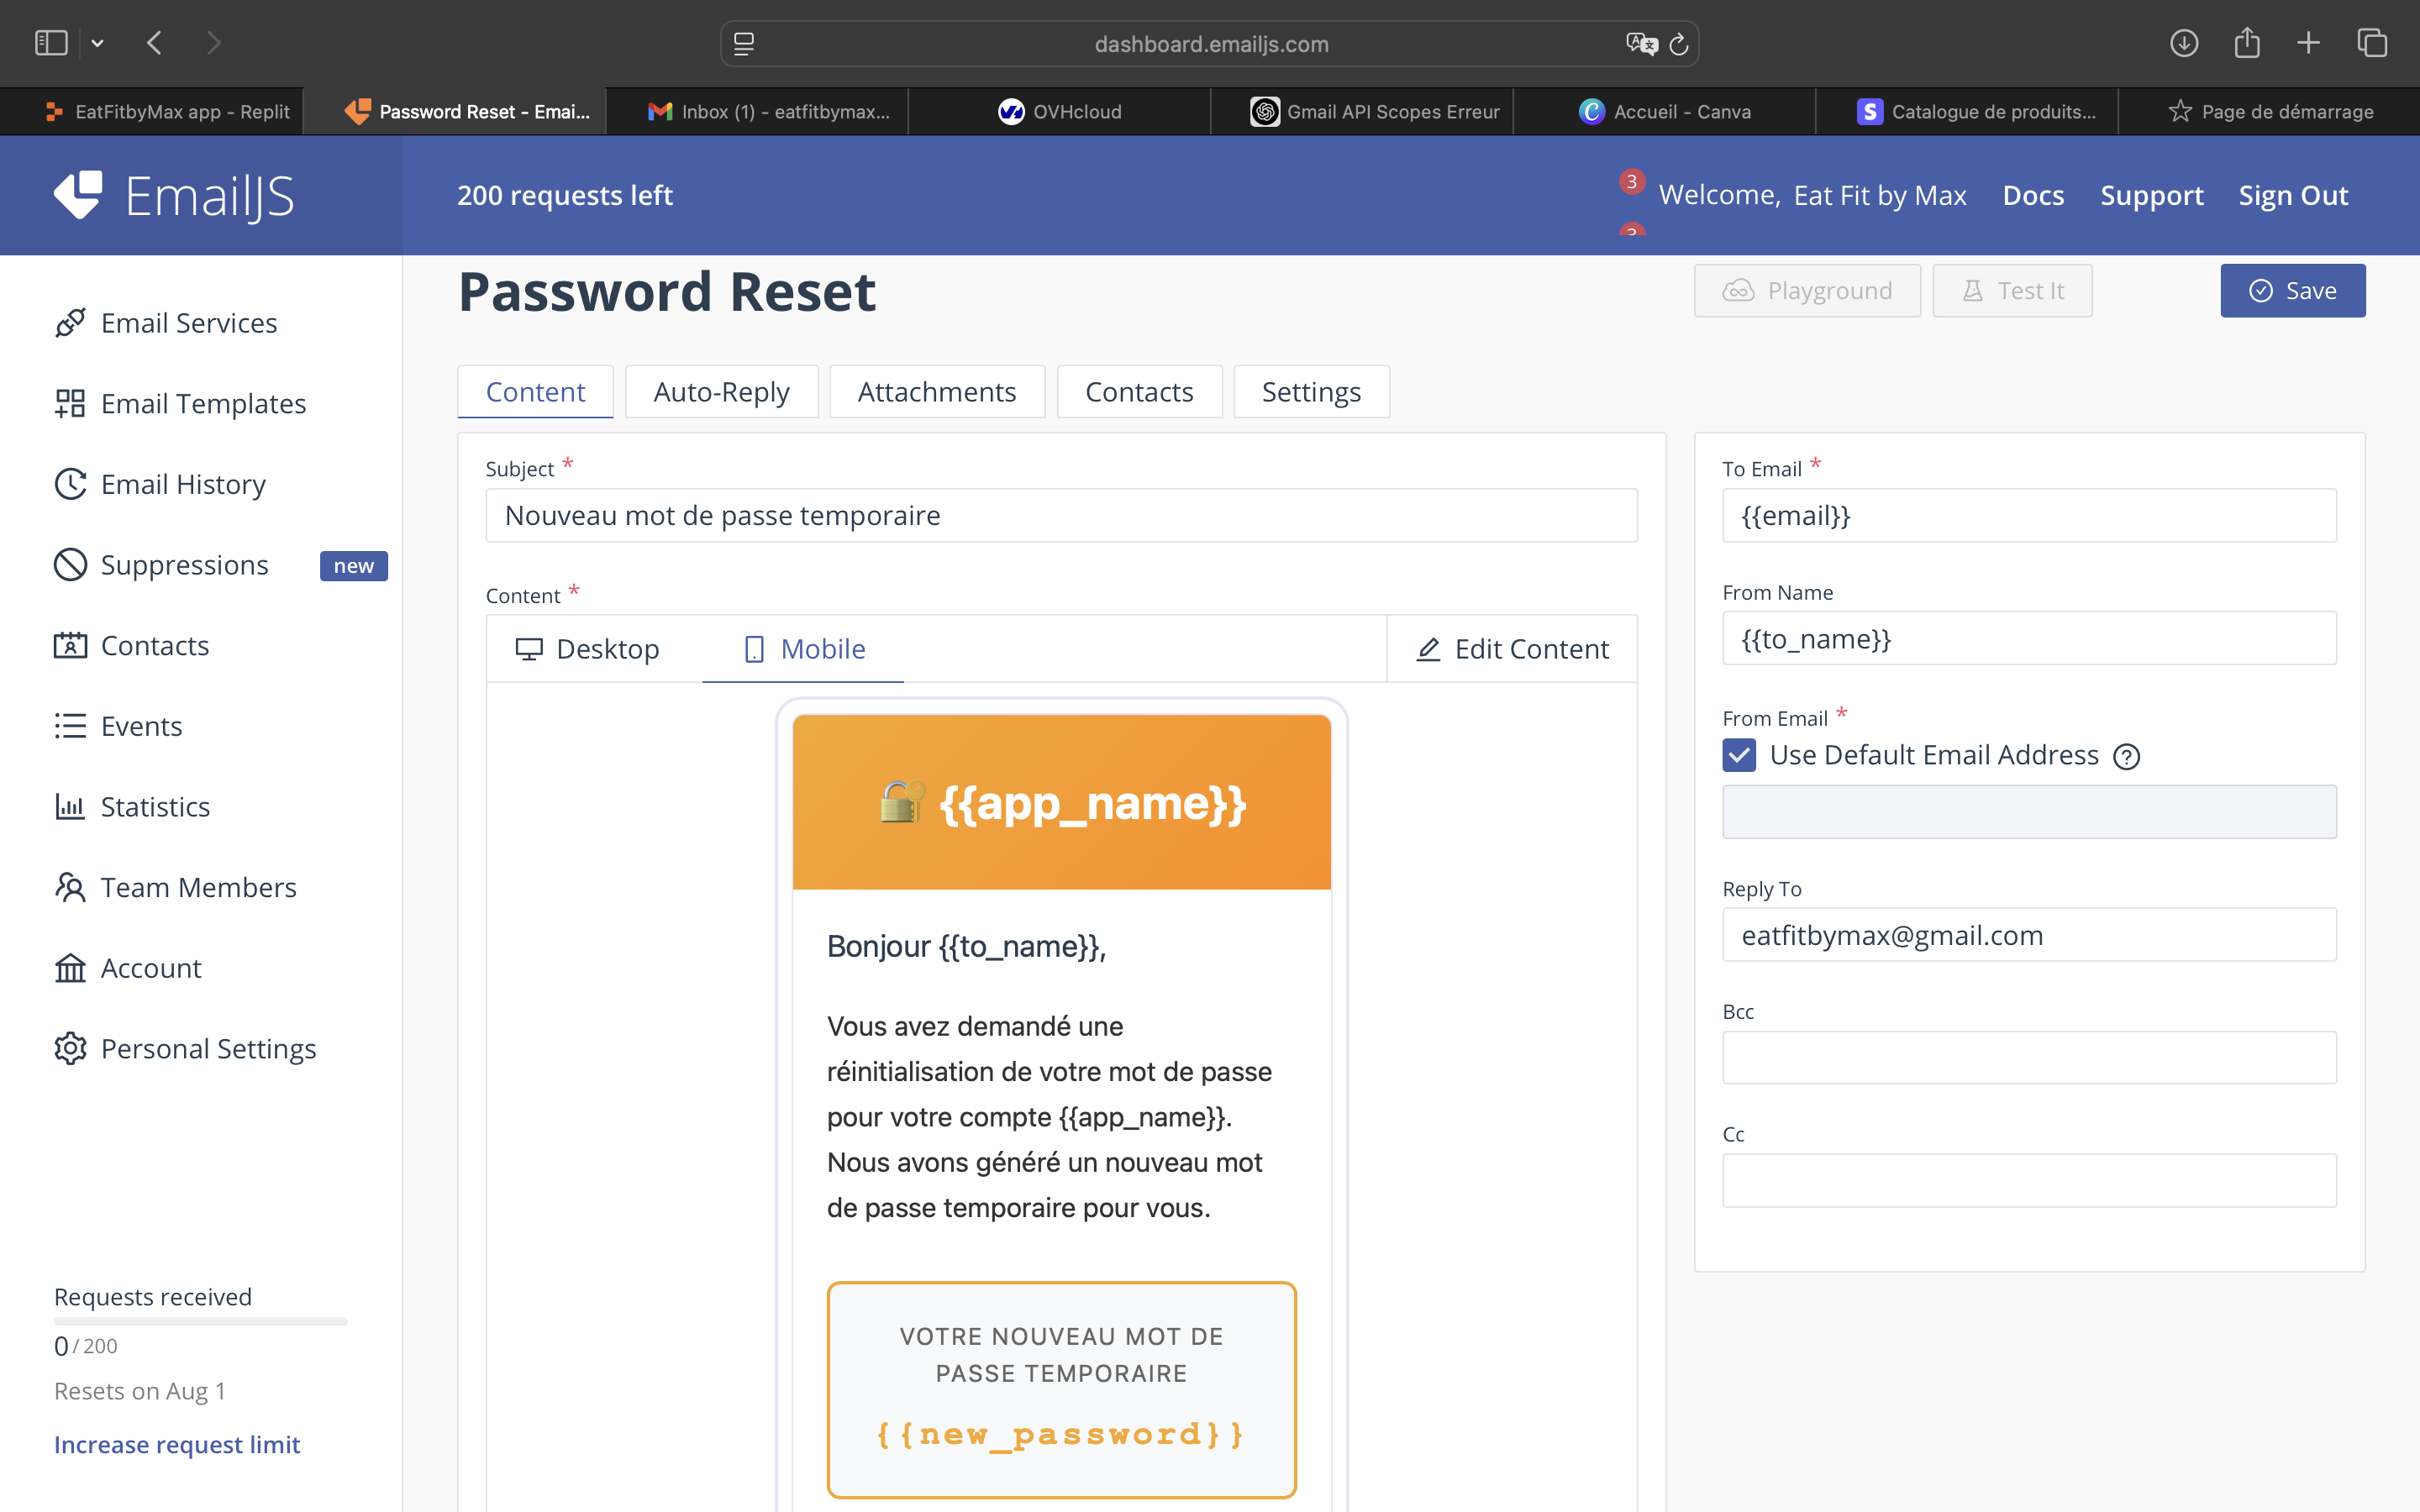 dashboard.emailjs.com
EatFitbyMax app - Replit
Password Reset - Emai...
Inbox (1) - eatfitbymax...
OVHcloud
Gmail API Scopes Erreur
Accueil - Canva
Catalogue de produits...
Page de démarrage
EmailJS
200 requests left
3
Welcome, Eat Fit by Max
Docs
Support
Sign Out
Email Services
Email Templates
Email History
Suppressions
new
Contacts
Events
Statistics
Team Members
Account
Personal Settings
Requests received
0 / 200
Resets on Aug 1
Increase request limit
Password Reset
Playground
Test It
Save
Content
Auto-Reply
Attachments
Contacts
Settings
Subject *
Nouveau mot de passe temporaire
Content *
Desktop
Mobile
Edit Content
🔐 {{app_name}}
Bonjour {{to_name}},
Vous avez demandé une
réinitialisation de votre mot de passe
pour votre compte {{app_name}}.
Nous avons généré un nouveau mot
de passe temporaire pour vous.
VOTRE NOUVEAU MOT DE
PASSE TEMPORAIRE
{{new_password}}
To Email *
{{email}}
From Name
{{to_name}}
From Email *
Use Default Email Address
Reply To
eatfitbymax@gmail.com
Bcc
Cc